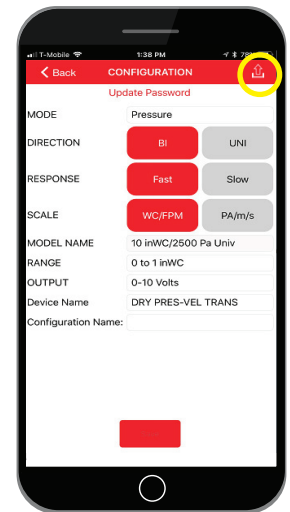 T-Mobile 1:38 PM 78%
Back CONFIGURATION
Update Password
MODE Pressure
DIRECTION BI UNI
RESPONSE Fast Slow
SCALE WC/FPM PA/m/s
MODEL NAME 10 inWC/2500 Pa Univ
RANGE 0 to 1 inWC
OUTPUT 0-10 Volts
Device Name DRY PRES-VEL TRANS
Configuration Name: